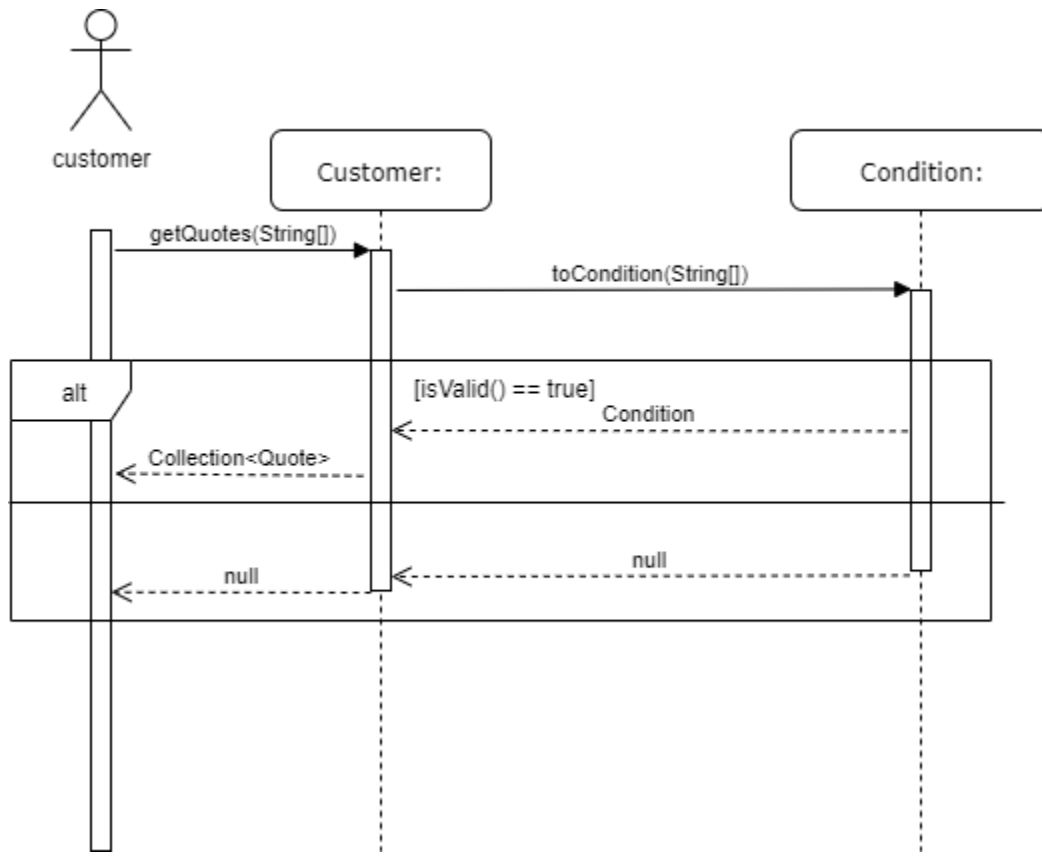 customer
Customer:
Condition:
getQuotes(String[])
toCondition(String[])
alt
[isValid() == true]
Condition
Collection<Quote>
null
null